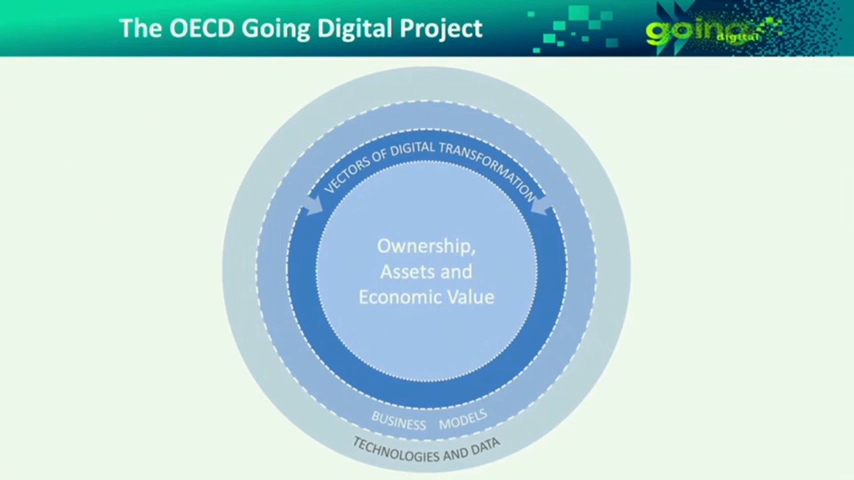 The OECD Going Digital Project
going
digital
VECTORS OF DIGITAL TRANSFORMATION
Ownership,
Assets and
Economic Value
BUSINESS MODELS
TECHNOLOGIES AND DATA